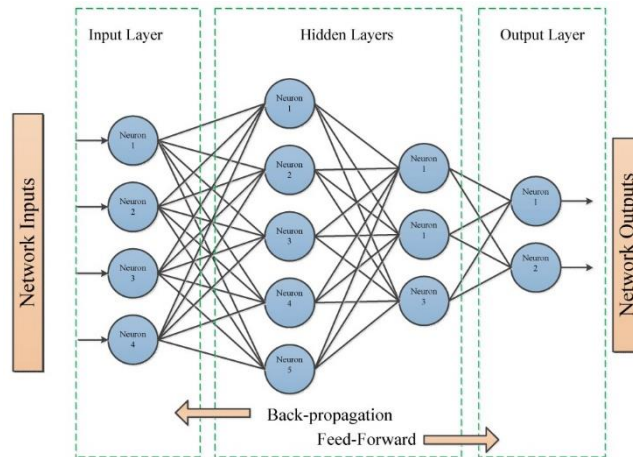 Input Layer
Hidden Layers
Output Layer
Network Inputs
Neuron
1
Neuron
2
Neuron
3
Neuron
4
Neuron
1
Neuron
2
Neuron
3
Neuron
4
Neuron
5
Neuron
1
Neuron
1
Neuron
3
Neuron
1
Neuron
2
Network Outputs
Back-propagation
Feed-Forward